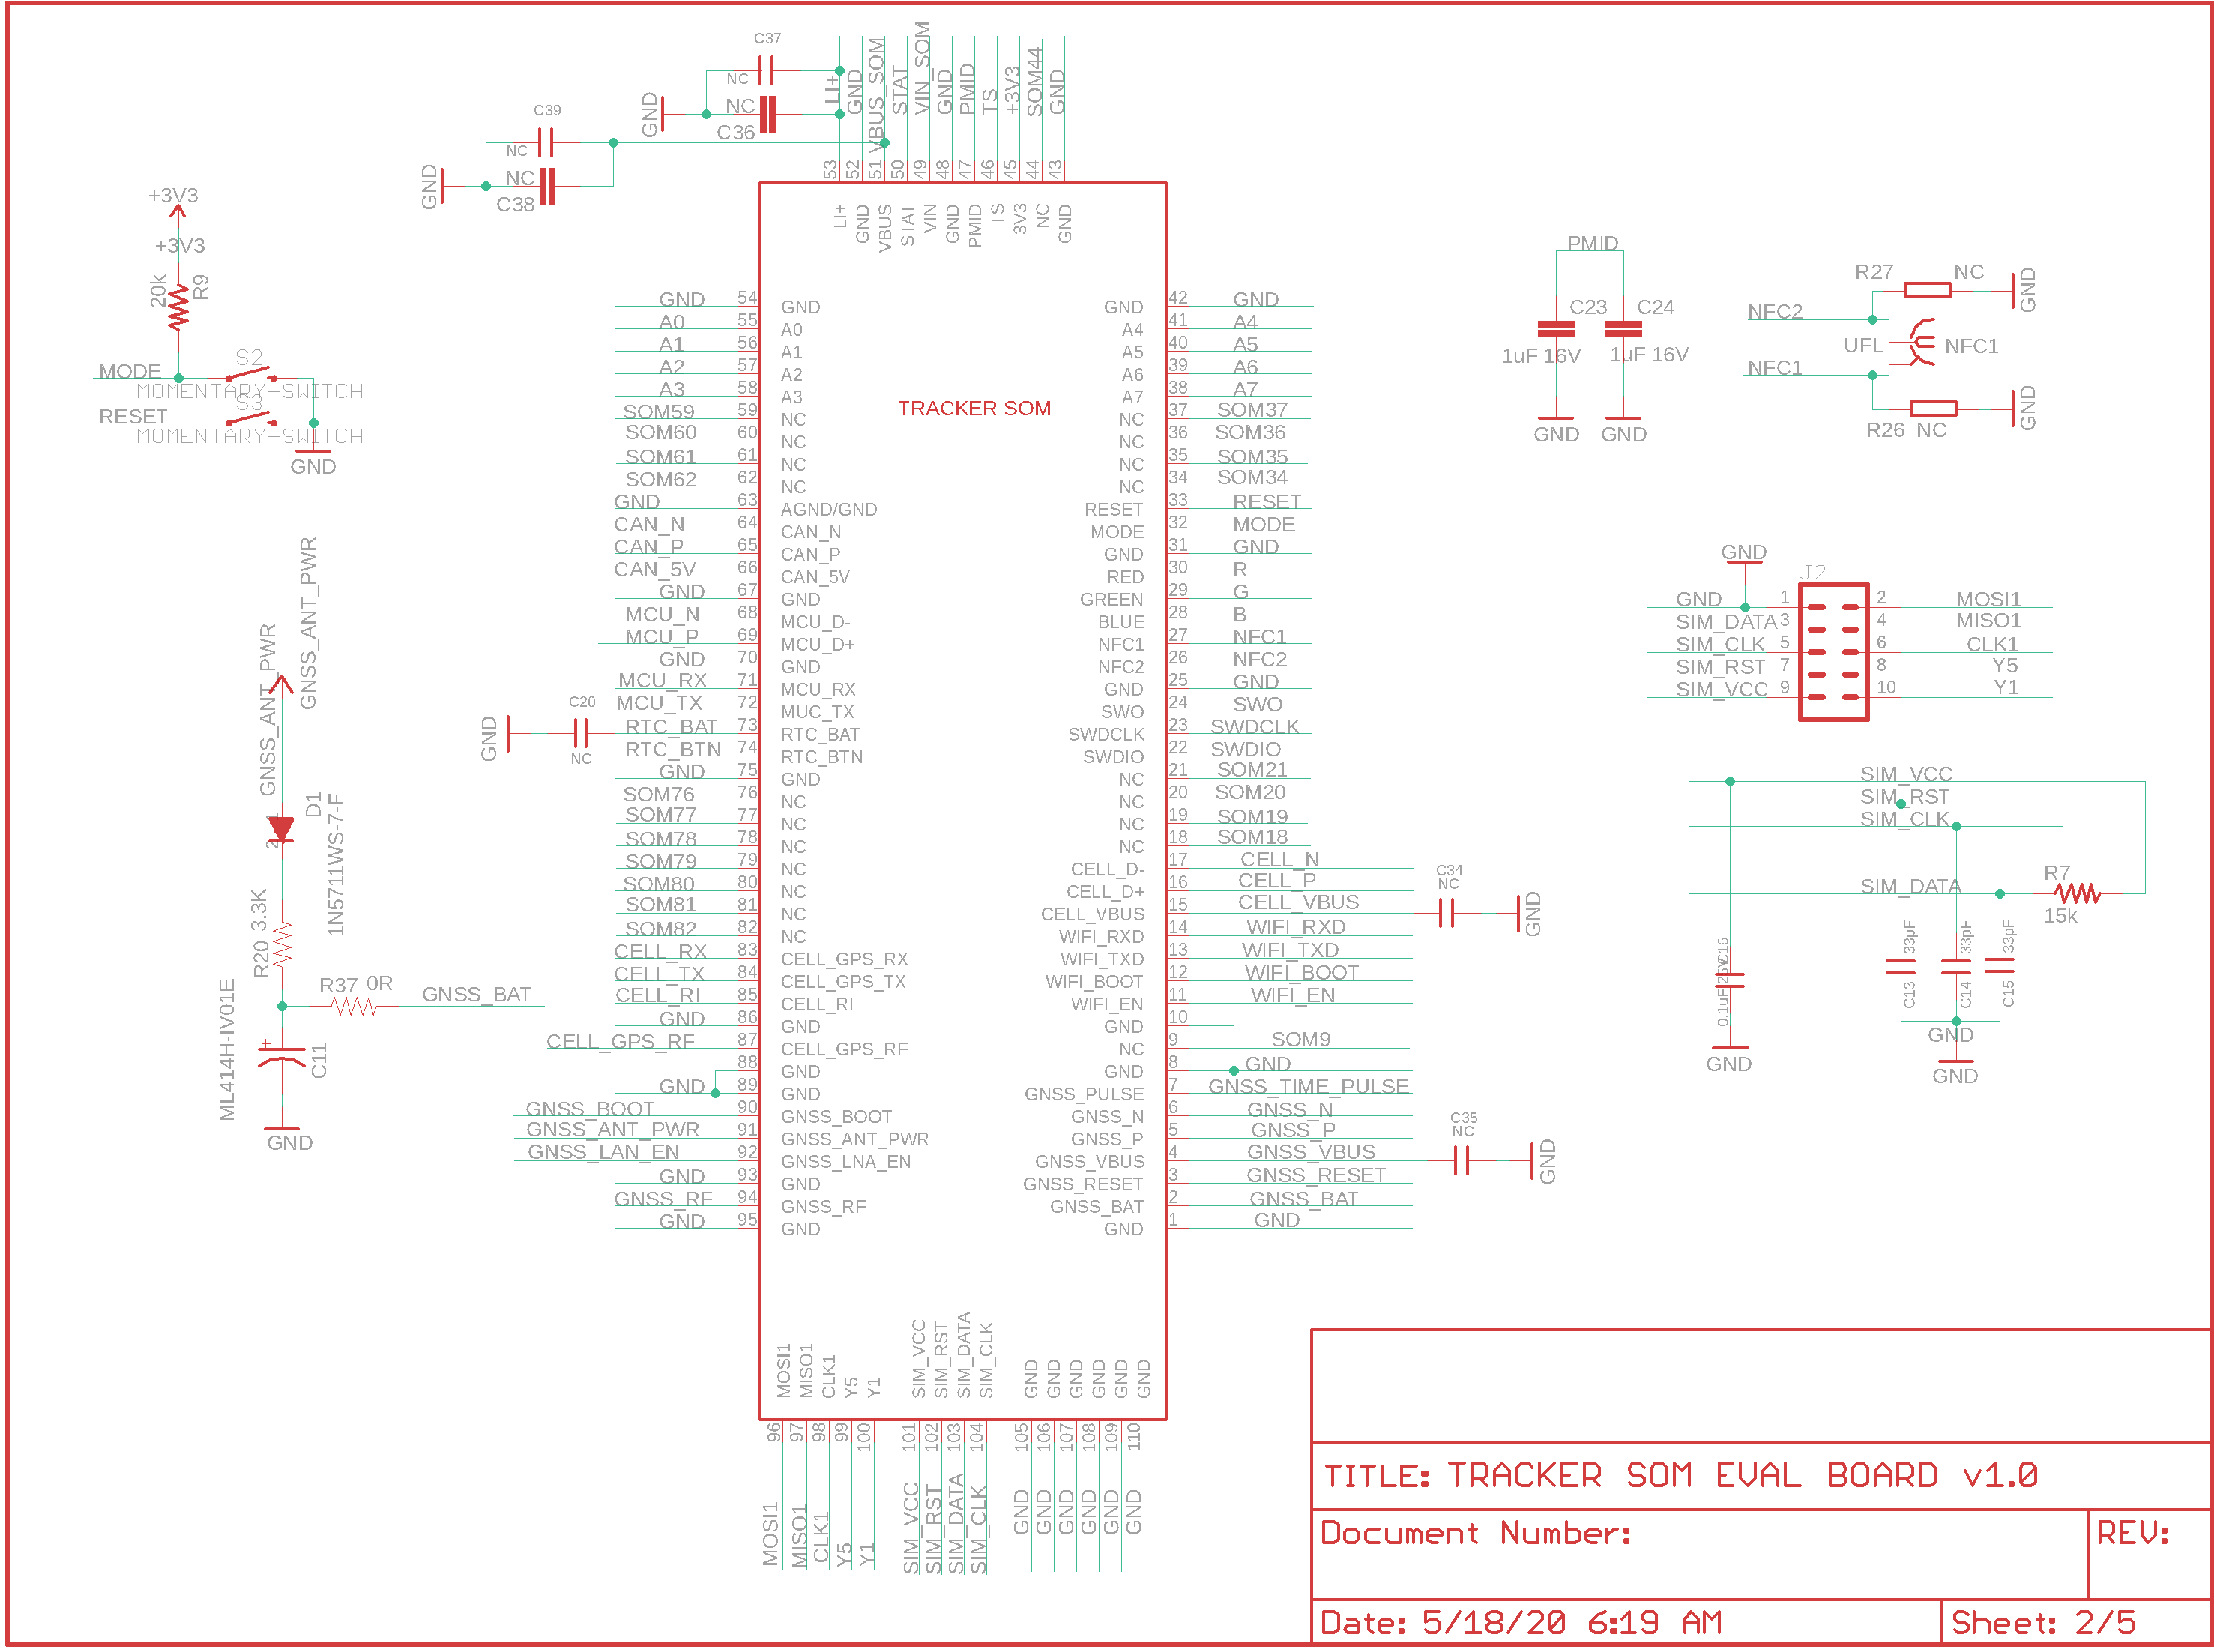 C37
NC
GND
NC
C36
C39
NC
GND
NC
C38
LI+
GND
VBUS_SOM
STAT
VIN_SOM
GND
PMID
TS
+3V3
SOM44
GND
53 52 51 50 49 48 47 46 45 44 43
LI+ GND VBUS STAT VIN GND PMID TS 3V3 NC GND
+3V3
+3V3
20k
R9
MODE
S2
MOMENTARY-SWITCH
RESET
S3
MOMENTARY-SWITCH
GND
TRACKER SOM
GND 54 GND
A0 55 A0
A1 56 A1
A2 57 A2
A3 58 A3
SOM59 59 NC
SOM60 60 NC
SOM61 61 NC
SOM62 62 NC
GND 63 AGND/GND
CAN_N 64 CAN_N
CAN_P 65 CAN_P
CAN_5V 66 CAN_5V
GND 67 GND
MCU_N 68 MCU_D-
MCU_P 69 MCU_D+
GND 70 GND
MCU_RX 71 MCU_RX
MCU_TX 72 MUC_TX
RTC_BAT 73 RTC_BAT
RTC_BTN 74 RTC_BTN
GND 75 GND
SOM76 76 NC
SOM77 77 NC
SOM78 78 NC
SOM79 79 NC
SOM80 80 NC
SOM81 81 NC
SOM82 82 NC
CELL_RX 83 CELL_GPS_RX
CELL_TX 84 CELL_GPS_TX
CELL_RI 85 CELL_RI
GND 86 GND
CELL_GPS_RF 87 CELL_GPS_RF
88 GND
GND 89 GND
GNSS_BOOT 90 GNSS_BOOT
GNSS_ANT_PWR 91 GNSS_ANT_PWR
GNSS_LAN_EN 92 GNSS_LNA_EN
GND 93 GND
GNSS_RF 94 GNSS_RF
GND 95 GND
GND 42 GND
A4 41 A4
A5 40 A5
A6 39 A6
A7 38 A7
NC 37 SOM37
NC 36 SOM36
NC 35 SOM35
NC 34 SOM34
RESET 33 RESET
MODE 32 MODE
GND 31 GND
RED 30 R
GREEN 29 G
BLUE 28 B
NFC1 27 NFC1
NFC2 26 NFC2
GND 25 GND
SWO 24 SWO
SWDCLK 23 SWDCLK
SWDIO 22 SWDIO
NC 21 SOM21
NC 20 SOM20
NC 19 SOM19
NC 18 SOM18
CELL_D- 17 CELL_N
CELL_D+ 16 CELL_P
CELL_VBUS 15 CELL_VBUS
WIFI_RXD 14 WIFI_RXD
WIFI_TXD 13 WIFI_TXD
WIFI_BOOT 12 WIFI_BOOT
WIFI_EN 11 WIFI_EN
GND 10
NC 9 SOM9
GND 8 GND
GNSS_PULSE 7 GNSS_TIME_PULSE
GNSS_N 6 GNSS_N
GNSS_P 5 GNSS_P
GNSS_VBUS 4 GNSS_VBUS
GNSS_RESET 3 GNSS_RESET
GNSS_BAT 2 GNSS_BAT
GND 1 GND
C34
NC
GND
C35
NC
GND
GND
C20
NC
GNSS_ANT_PWR
GNSS_ANT_PWR
1
2
D1
1N5711WS-7-F
R20 3.3K
R37 0R
GNSS_BAT
ML414H-IV01E
+
C11
GND
MOSI1 MISO1 CLK1 Y5 Y1 SIM_VCC SIM_RST SIM_DATA SIM_CLK GND GND GND GND GND GND
96 97 98 99 100 101 102 103 104 105 106 107 108 109 110
MOSI1 MISO1 CLK1 Y5 Y1 SIM_VCC SIM_RST SIM_DATA SIM_CLK GND GND GND GND GND GND
PMID
C23 C24
1uF 16V 1uF 16V
GND GND
R27 NC
GND
NFC2
UFL NFC1
NFC1
R26 NC
GND
GND
J2
GND 1 2 MOSI1
SIM_DATA 3 4 MISO1
SIM_CLK 5 6 CLK1
SIM_RST 7 8 Y5
SIM_VCC 9 10 Y1
SIM_VCC
SIM_RST
SIM_CLK
SIM_DATA
R7
15k
C16
0.1uF 25V
GND
33pF
C13
33pF
C14
33pF
C15
GND
GND
TITLE: TRACKER SOM EVAL BOARD v1.0
Document Number:
REV:
Date: 5/18/20 6:19 AM
Sheet: 2/5